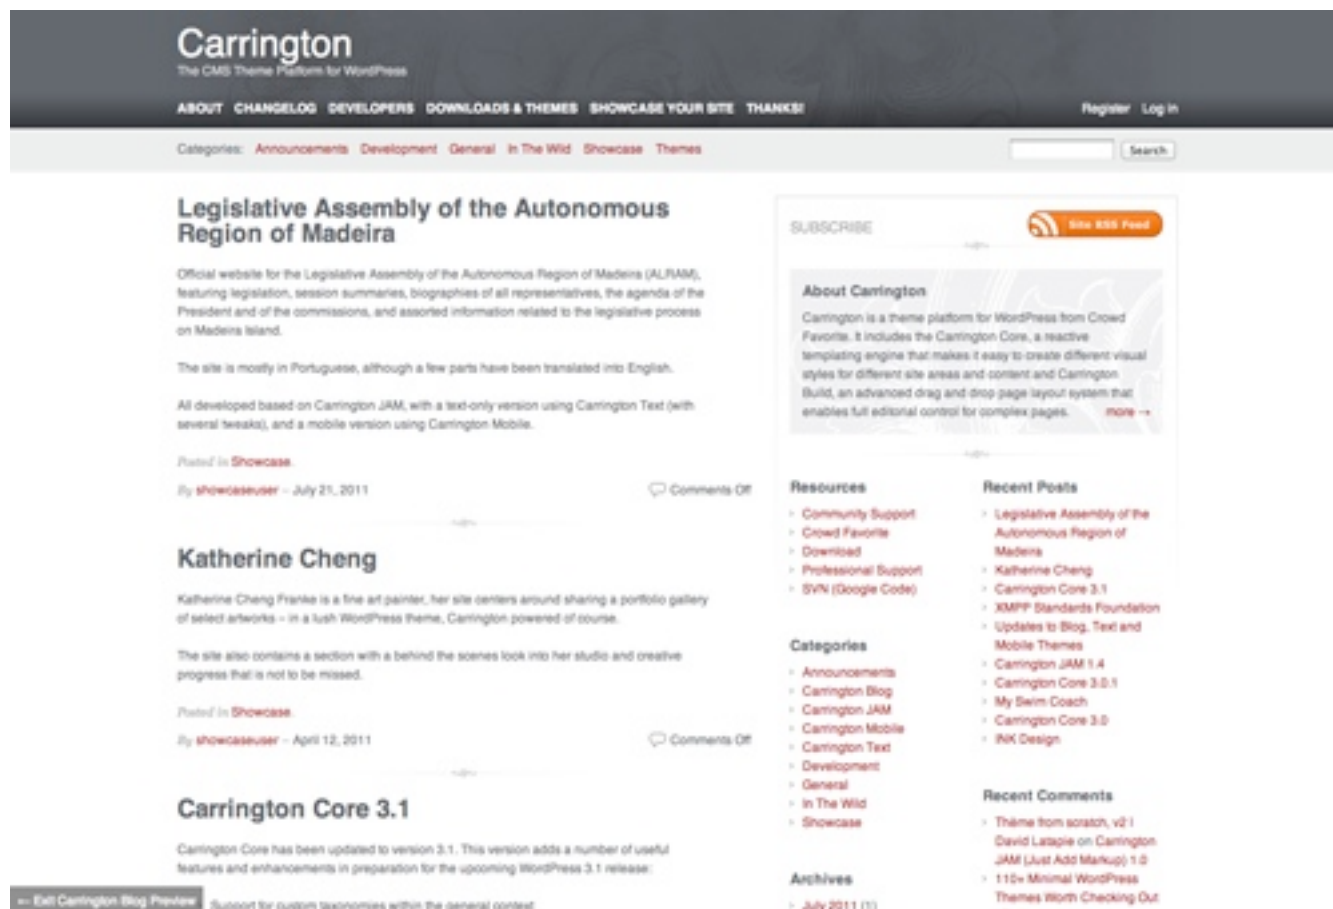 Carrington
The CMS Theme Platform for WordPress
ABOUT CHANGELOG DEVELOPERS DOWNLOADS & THEMES SHOWCASE YOUR SITE THANKS!
Register Log in
Categories: Announcements Development General In The Wild Showcase Themes
Search
Legislative Assembly of the Autonomous
Region of Madeira
Official website for the Legislative Assembly of the Autonomous Region of Madeira (ALRAM),
featuring legislation, session summaries, biographies of all representatives, the agenda of the
President and of the commissions, and assorted information related to the legislative process
on Madeira Island.
The site is mostly in Portuguese, although a few parts have been translated into English.
All developed based on Carrington JAM, with a text-only version using Carrington Text (with
several tweaks), and a mobile version using Carrington Mobile.
Posted in Showcase.
By showcaseuser – July 21, 2011
Comments Off
Katherine Cheng
Katherine Cheng Franke is a fine art painter, her site centers around sharing a portfolio gallery
of select artworks – in a lush WordPress theme, Carrington powered of course.
The site also contains a section with a behind the scenes look into her studio and creative
progress that is not to be missed.
Posted in Showcase.
By showcaseuser – April 12, 2011
Comments Off
Carrington Core 3.1
Carrington Core has been updated to version 3.1. This version adds a number of useful
features and enhancements in preparation for the upcoming WordPress 3.1 release:
Support for custom taxonomies within the general context
← Exit Carrington Blog Preview
SUBSCRIBE
Site RSS Feed
About Carrington
Carrington is a theme platform for WordPress from Crowd
Favorite. It includes the Carrington Core, a reactive
templating engine that makes it easy to create different visual
styles for different site areas and content and Carrington
Build, an advanced drag and drop page layout system that
enables full editorial control for complex pages. more →
Resources
Community Support
Crowd Favorite
Download
Professional Support
SVN (Google Code)
Categories
Announcements
Carrington Blog
Carrington JAM
Carrington Mobile
Carrington Text
Development
General
In The Wild
Showcase
Archives
July 2011 (1)
Recent Posts
Legislative Assembly of the
Autonomous Region of
Madeira
Katherine Cheng
Carrington Core 3.1
XMPP Standards Foundation
Updates to Blog, Text and
Mobile Themes
Carrington JAM 1.4
Carrington Core 3.0.1
My Swim Coach
Carrington Core 3.0
INK Design
Recent Comments
Thème from scratch, v2 |
David Latapie on Carrington
JAM (Just Add Markup) 1.0
110+ Minimal WordPress
Themes Worth Checking Out